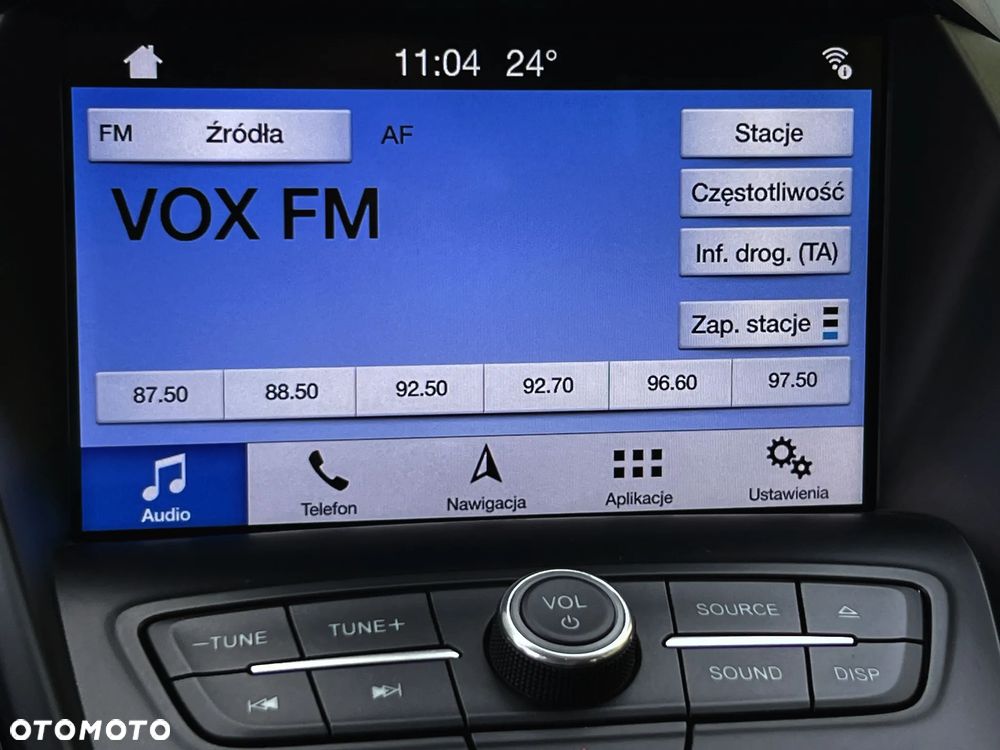 11:04 24°
FM Źródła AF
Stacje
VOX FM
Częstotliwość
Inf. drog. (TA)
Zap. stacje
87.50 88.50 92.50 92.70 96.60 97.50
Audio Telefon Nawigacja Aplikacje Ustawienia
–TUNE TUNE+ VOL SOURCE
SOUND DISP
OTOMOTO